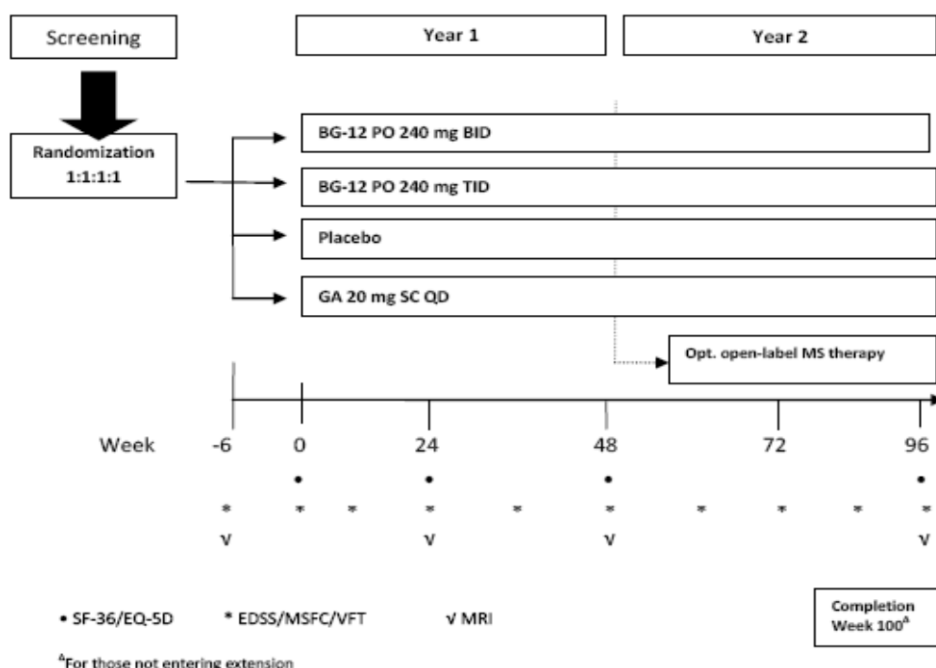 Screening
Year 1
Year 2
Randomization
1:1:1:1
BG-12 PO 240 mg BID
BG-12 PO 240 mg TID
Placebo
GA 20 mg SC QD
Opt. open-label MS therapy
Week -6 0 24 48 72 96
• • • •
* * * * * * * * * *
√ √ √ √
• SF-36/EQ-5D * EDSS/MSFC/VFT √ MRI
Completion
Week 100Δ
ΔFor those not entering extension